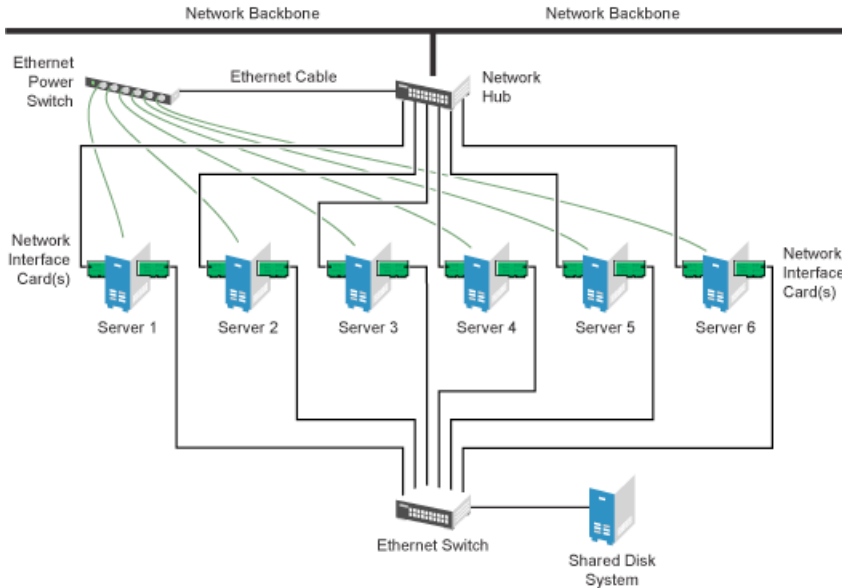 Network Backbone
Network Backbone
Ethernet
Power
Switch
Ethernet Cable
Network
Hub
Network
Interface
Card(s)
Network
Interface
Card(s)
Server 1
Server 2
Server 3
Server 4
Server 5
Server 6
Ethernet Switch
Shared Disk
System